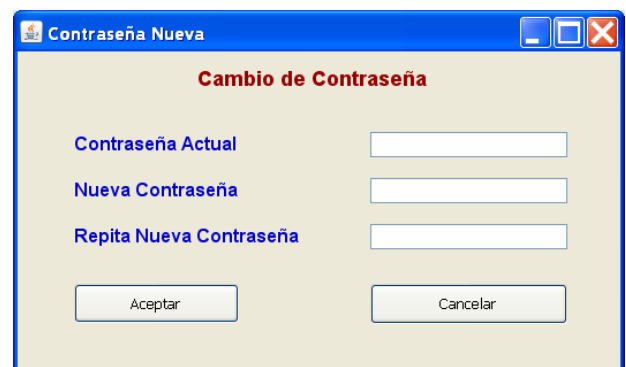 Contraseña Nueva
Cambio de Contraseña
Contraseña Actual
Nueva Contraseña
Repita Nueva Contraseña
Aceptar Cancelar